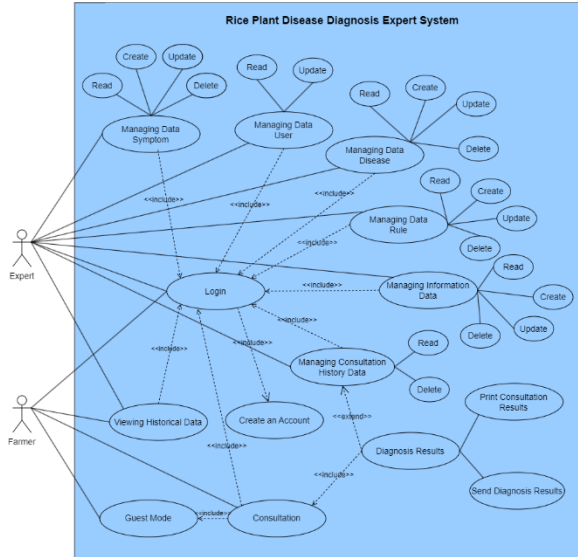 Rice Plant Disease Diagnosis Expert System
Create
Update
Read
Delete
Managing Data
Symptom
Read
Update
Managing Data
User
Read
Create
Update
Delete
Managing Data
Disease
<<include>>
<<include>>
<<include>>
Read
Create
Update
Delete
Managing Data
Rule
<<include>>
Expert
Login
<<include>>
Managing Information
Data
Read
Create
Update
Delete
<<include>>
<<include>>
Managing Consultation
History Data
Read
Delete
Farmer
Viewing Historical Data
Create an Account
<<extend>>
<<include>>
Print Consultation
Results
Diagnosis Results
<<include>>
Send Diagnosis Results
Guest Mode
<<include>>
Consultation